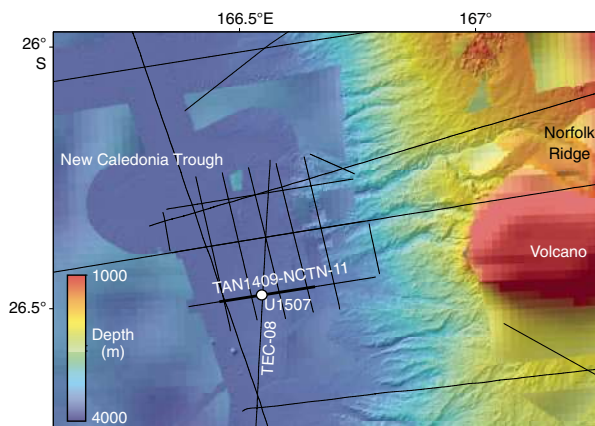 166.5°E
167°
26°
S
New Caledonia Trough
Norfolk
Ridge
Volcano
TAN1409-NCTN-11
U1507
26.5°
TEC-08
1000
Depth
(m)
4000